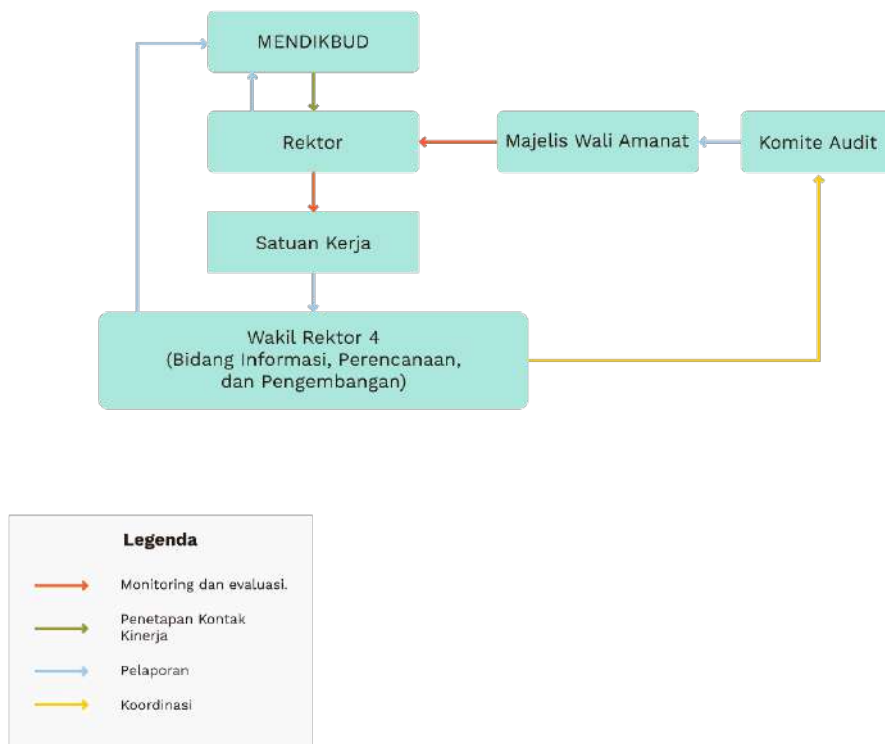 MENDIKBUD
Rektor
Majelis Wali Amanat
Komite Audit
Satuan Kerja
Wakil Rektor 4
(Bidang Informasi, Perencanaan,
dan Pengembangan)
Legenda
Monitoring dan evaluasi.
Penetapan Kontak
Kinerja
Pelaporan
Koordinasi